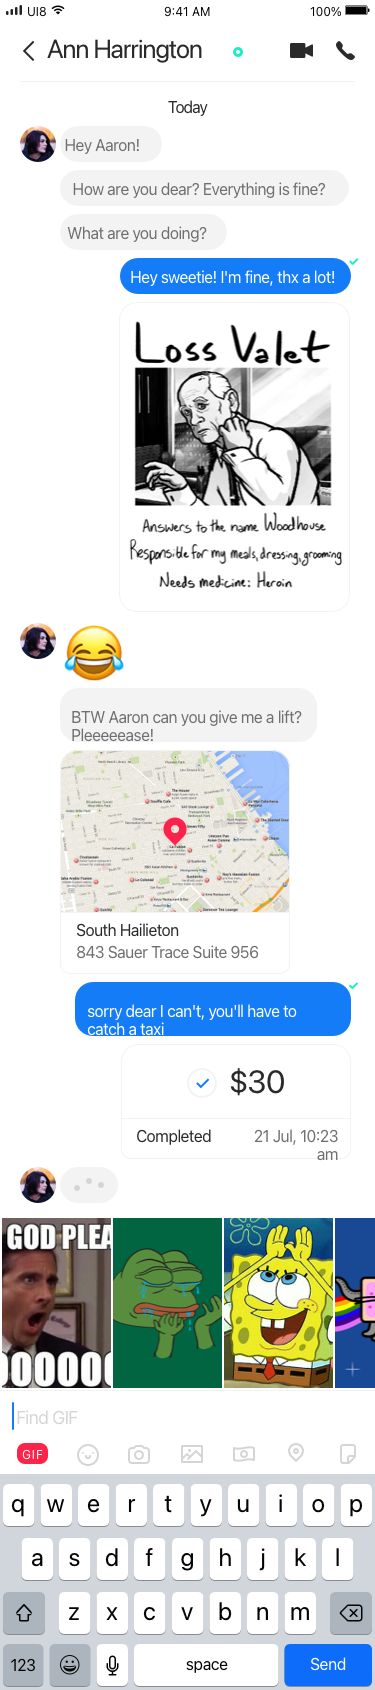 UI8 9:41 AM 100%
Ann Harrington
Today
Hey Aaron!
How are you dear? Everything is fine?
What are you doing?
Hey sweetie! I'm fine, thx a lot!
Loss Valet
Answers to the name Woodhouse
Responsible for my meals, dressing, grooming
Needs medicine: Heroin
BTW Aaron can you give me a lift?
Pleeeeease!
South Hailieton
843 Sauer Trace Suite 956
sorry dear I can't, you'll have to
catch a taxi
$30
Completed 21 Jul, 10:23
am
GOD PLEA
OOOOOO
Find GIF
GIF
q w e r t y u i o p
a s d f g h j k l
z x c v b n m
123 space Send